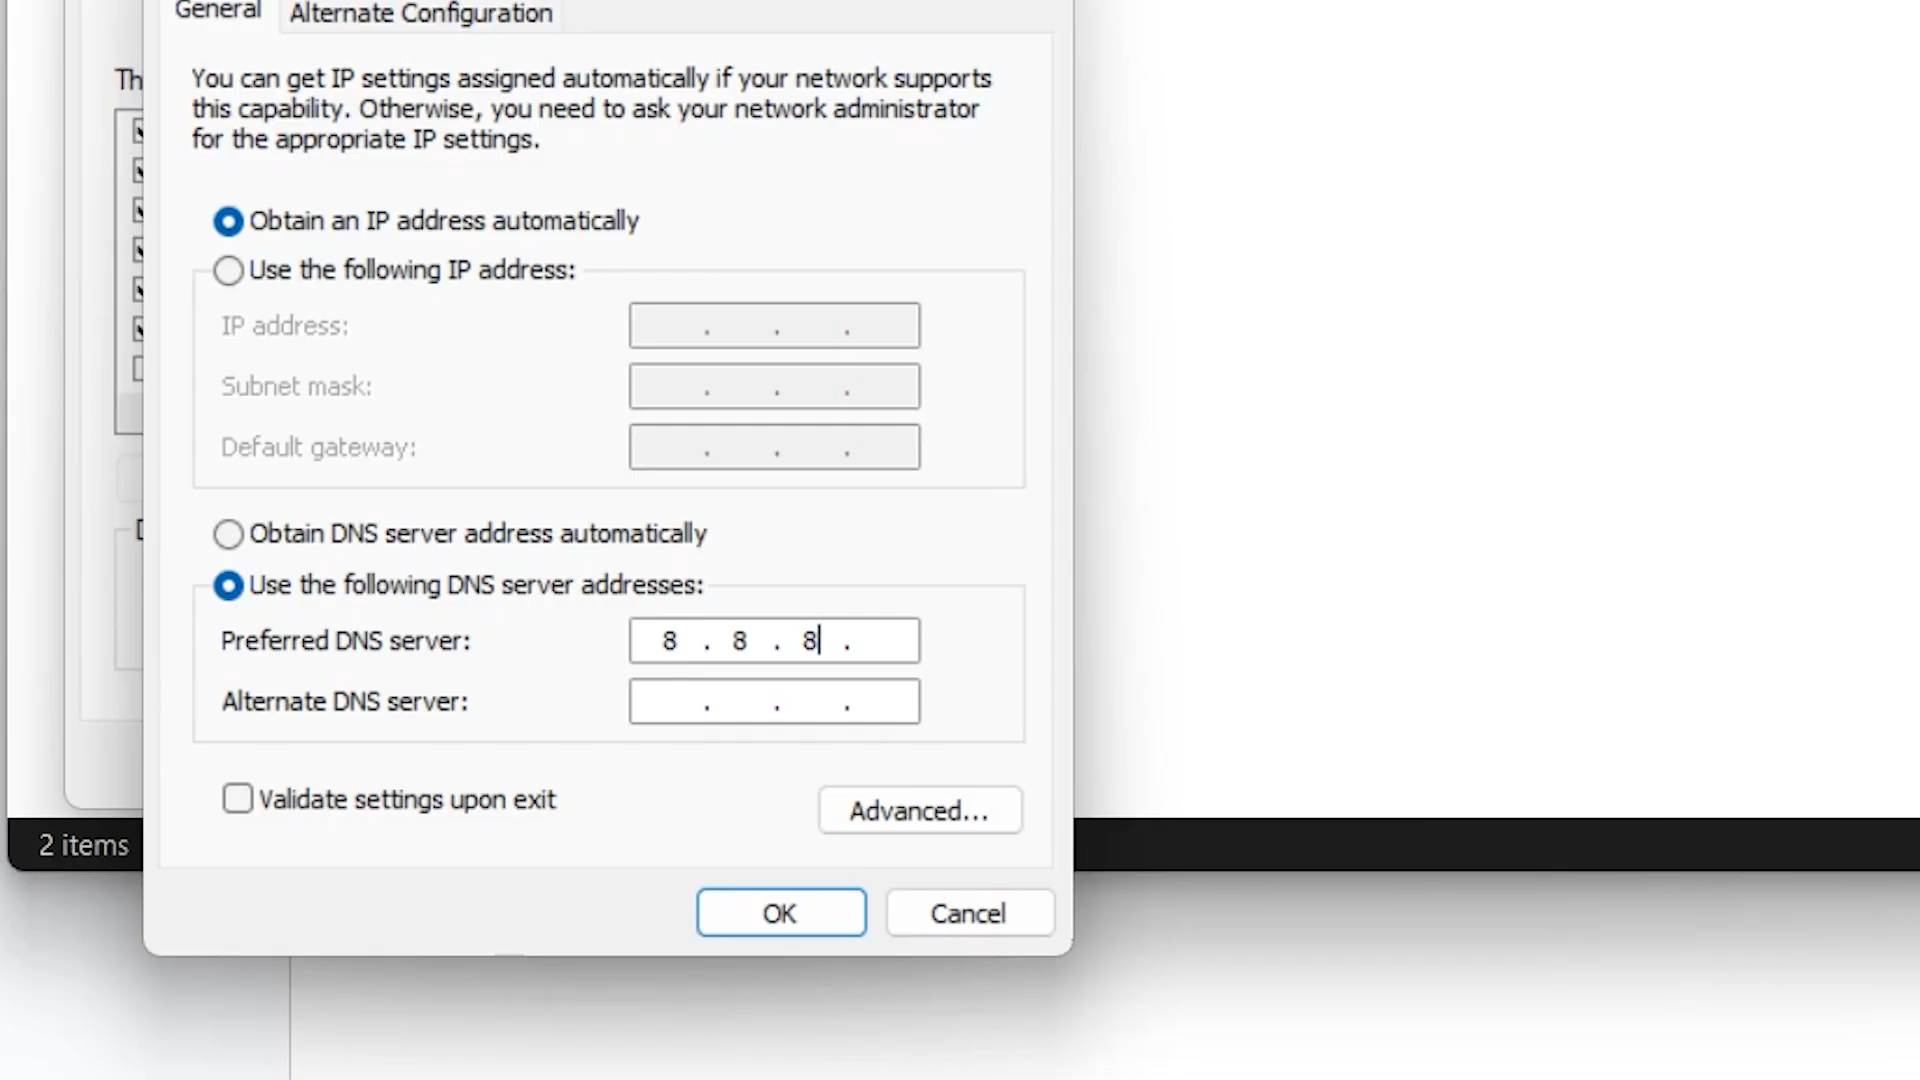 General
Alternate Configuration
Th
You can get IP settings assigned automatically if your network supports
this capability. Otherwise, you need to ask your network administrator
for the appropriate IP settings.
Obtain an IP address automatically
Use the following IP address:
IP address: . . .
Subnet mask: . . .
Default gateway: . . .
Obtain DNS server address automatically
Use the following DNS server addresses:
Preferred DNS server: 8 . 8 . 8 .
Alternate DNS server: . . .
Validate settings upon exit
Advanced...
2 items
OK
Cancel